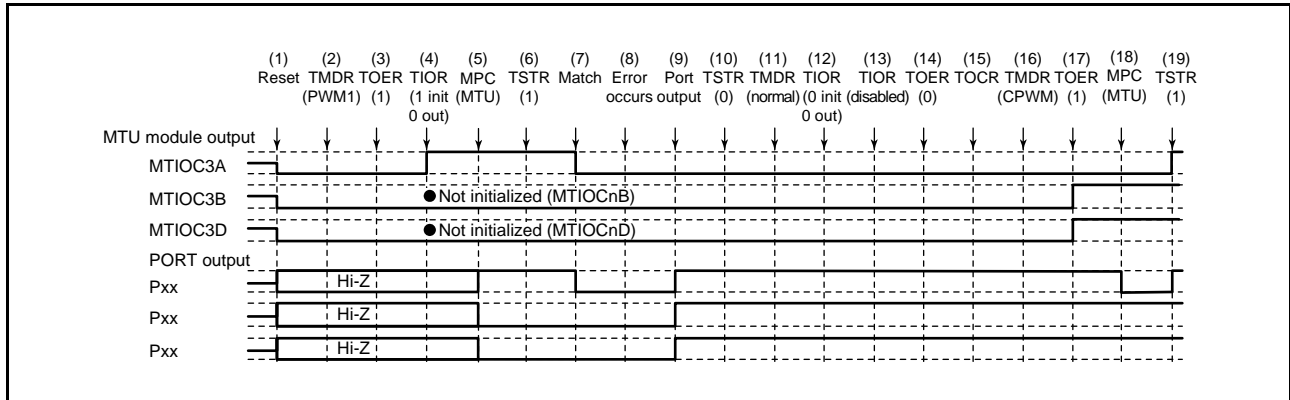 (1) (2) (3) (4) (5) (6) (7) (8) (9) (10) (11) (12) (13) (14) (15) (16) (17) (18) (19)
Reset TMDR TOER TIOR MPC TSTR Match Error Port TSTR TMDR TIOR TIOR TOER TOCR TMDR TOER MPC TSTR
(PWM1) (1) (1 init (MTU) (1) occurs output (0) (normal) (0 init (disabled) (0) (CPWM) (1) (MTU) (1)
0 out) 0 out)
MTU module output
MTIOC3A
MTIOC3B ●Not initialized (MTIOCnB)
MTIOC3D ●Not initialized (MTIOCnD)
PORT output
Pxx Hi-Z
Pxx Hi-Z
Pxx Hi-Z